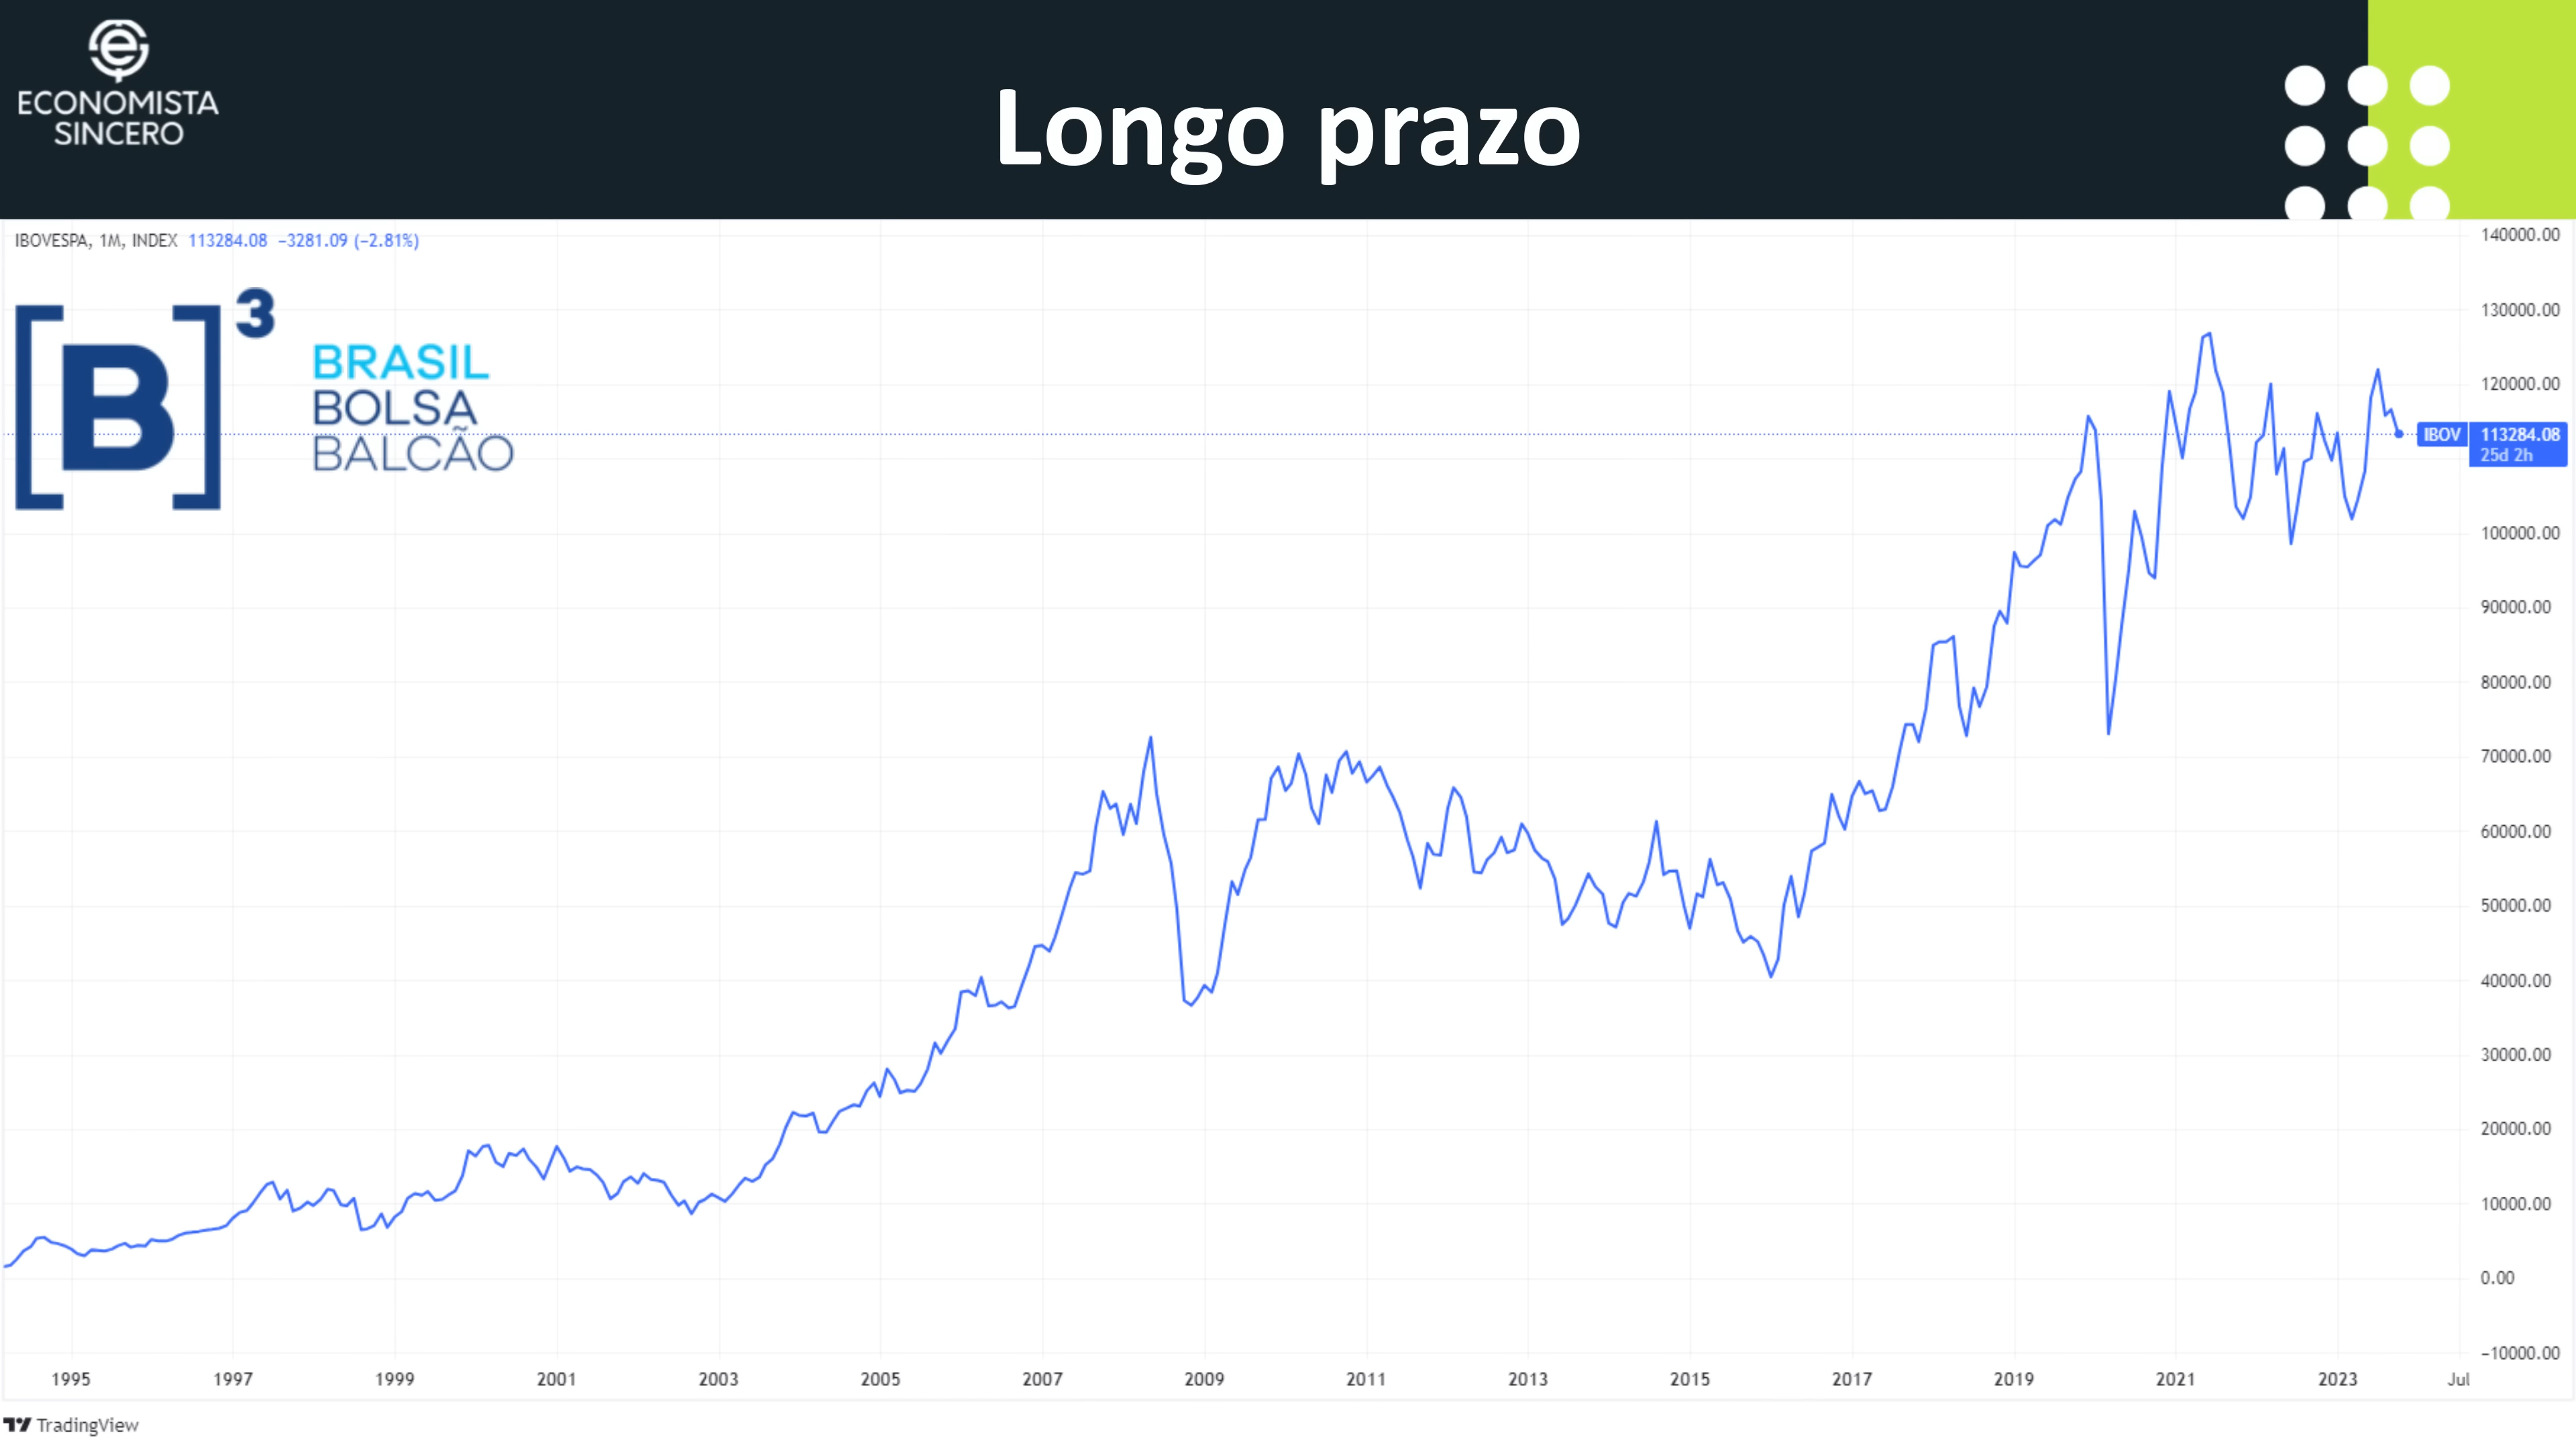 ECONOMISTA
SINCERO
Longo prazo
IBOVESPA, 1M, INDEX 113284.08 −3281.09 (−2.81%)
[B]³
BRASIL
BOLSA
BALCÃO
140000.00
130000.00
120000.00
IBOV 113284.08
25d 2h
100000.00
90000.00
80000.00
70000.00
60000.00
50000.00
40000.00
30000.00
20000.00
10000.00
0.00
−10000.00
1995 1997 1999 2001 2003 2005 2007 2009 2011 2013 2015 2017 2019 2021 2023 Jul
TradingView